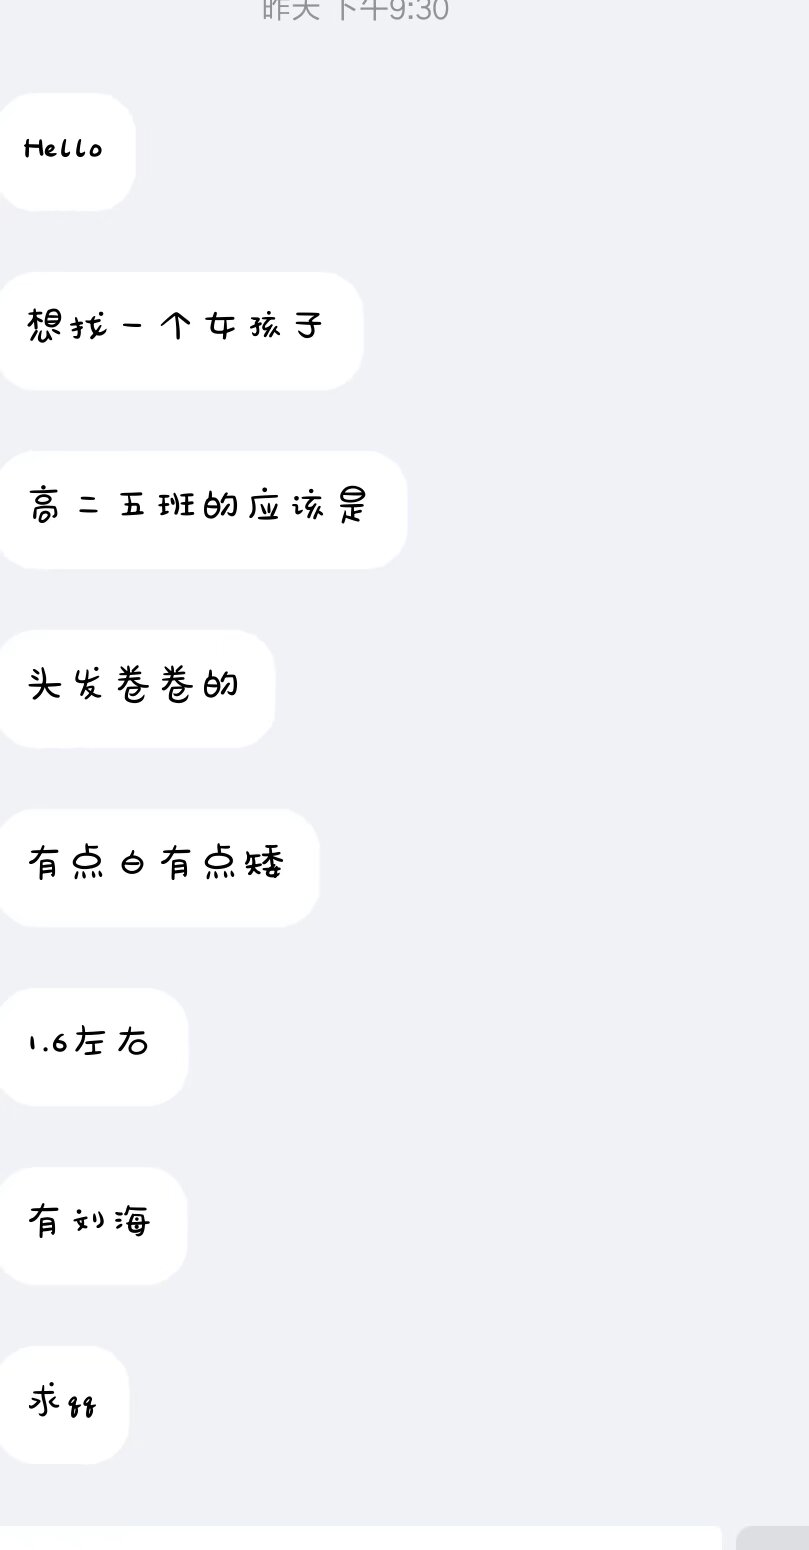 昨天 下午9:30
Hello
想找一个女孩子
高二五班的应该是
头发卷卷的
有点白有点矮
1.6左右
有刘海
求qq